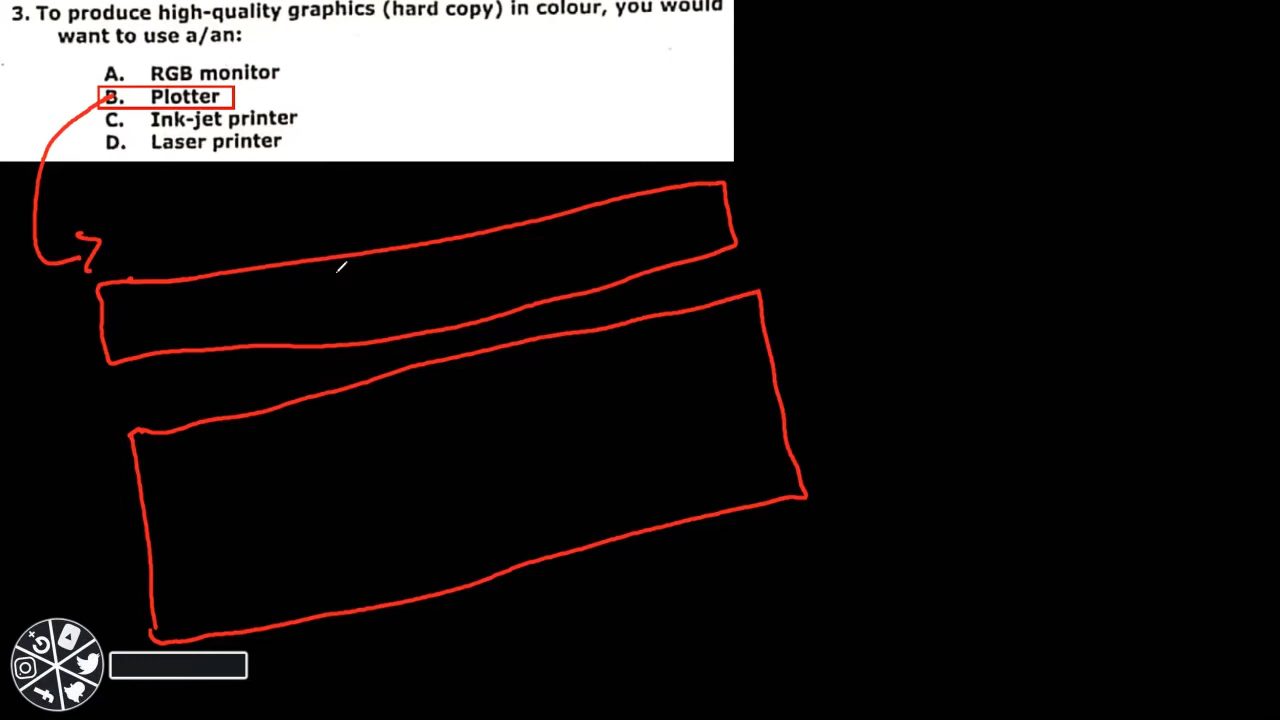 3. To produce high-quality graphics (hard copy) in colour, you would
want to use a/an:
A. RGB monitor
B. Plotter
C. Ink-jet printer
D. Laser printer